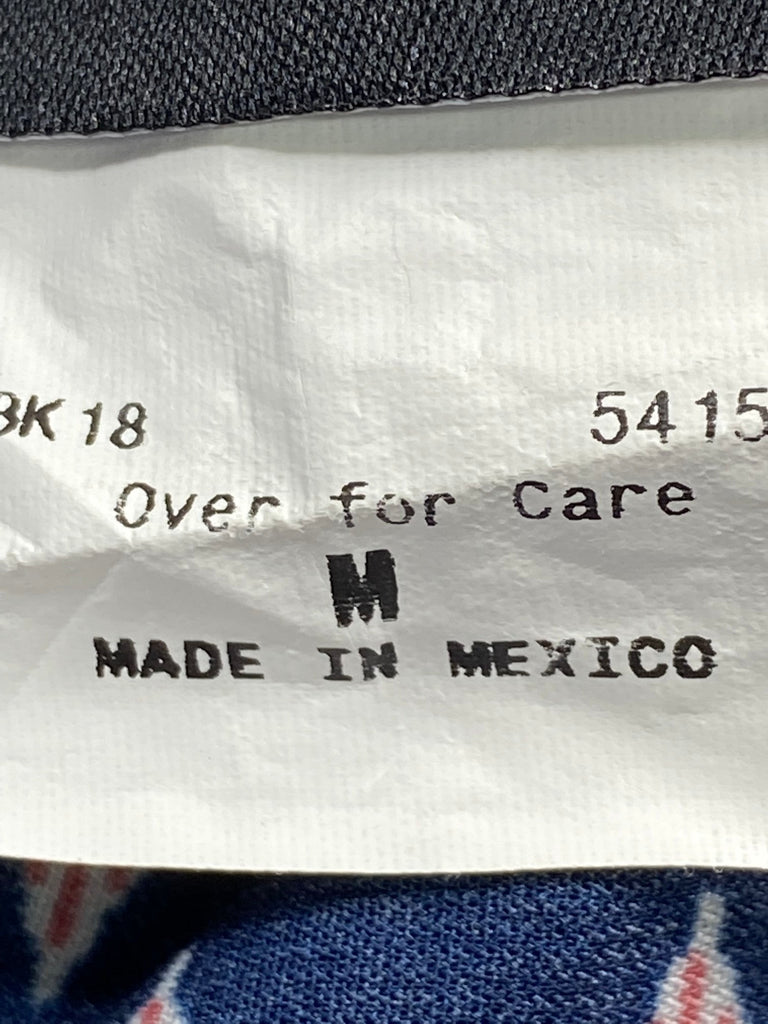 BK 18 5415
Over for Care
M
MADE IN MEXICO